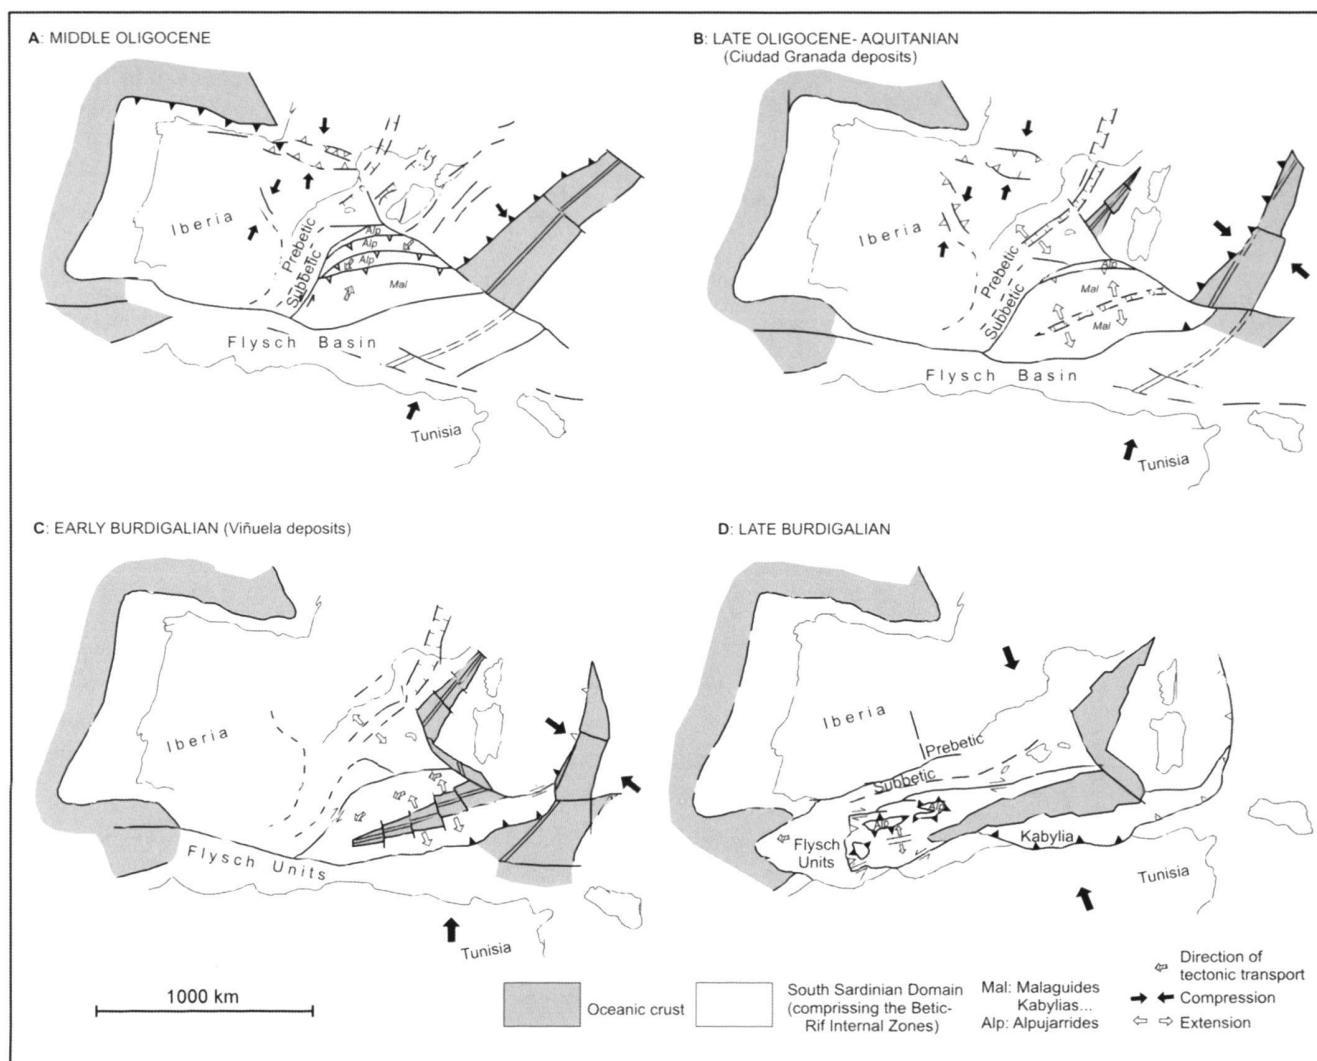 A: MIDDLE OLIGOCENE
Iberia
Prebetic
Subbetic
Alp
Alp
Alp
Mal
Flysch Basin
Tunisia
B: LATE OLIGOCENE- AQUITANIAN
(Ciudad Granada deposits)
Iberia
Prebetic
Subbetic
Alp
Mal
Mal
Flysch Basin
Tunisia
C: EARLY BURDIGALIAN (Viñuela deposits)
Iberia
Flysch Units
Tunisia
D: LATE BURDIGALIAN
Iberia
Prebetic
Subbetic
Alp
Alp
Flysch
Units
Kabylia
Tunisia
1000 km
Oceanic crust
South Sardinian Domain
(comprissing the Betic-
Rif Internal Zones)
Mal: Malaguides
Kabylias...
Alp: Alpujarrides
Direction of
tectonic transport
Compression
Extension